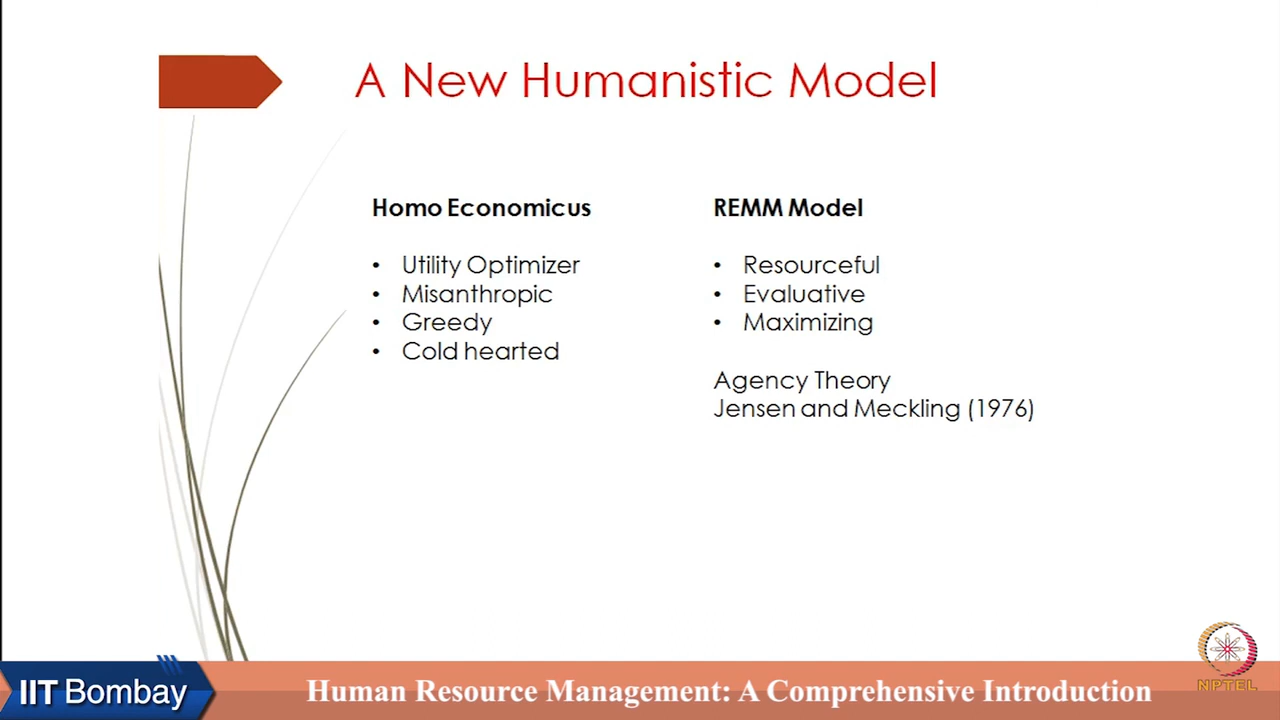 A New Humanistic Model
Homo Economicus
• Utility Optimizer
• Misanthropic
• Greedy
• Cold hearted
REMM Model
• Resourceful
• Evaluative
• Maximizing
Agency Theory
Jensen and Meckling (1976)
NPTEL
IIT Bombay
Human Resource Management: A Comprehensive Introduction